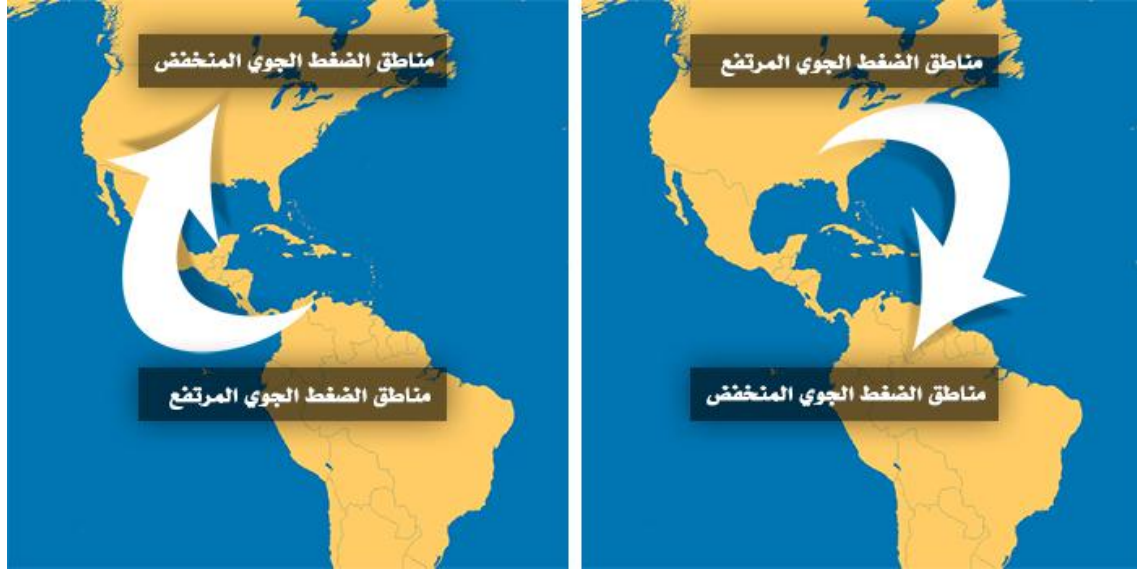 مناطق الضغط الجوي المنخفض
مناطق الضغط الجوي المرتفع
مناطق الضغط الجوي المرتفع
مناطق الضغط الجوي المنخفض